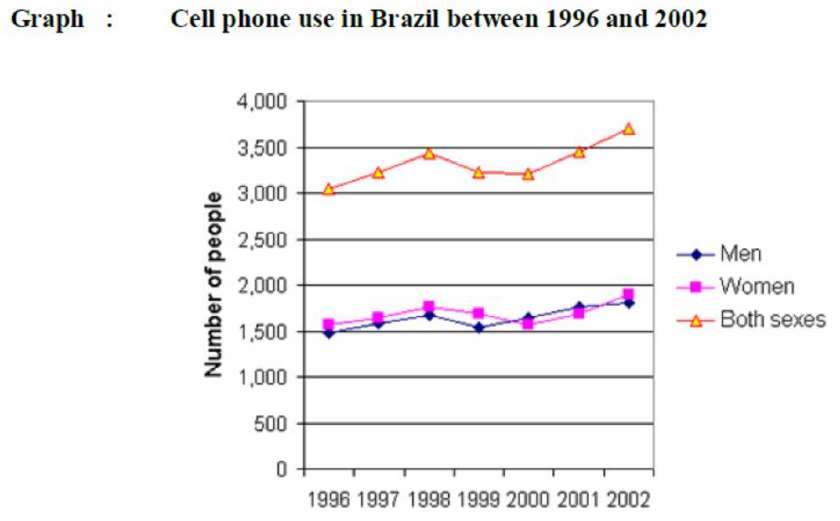 Graph : Cell phone use in Brazil between 1996 and 2002
4,000
3,500
3,000
2,500
2,000
1,500
1,000
500
0
Number of people
1996 1997 1998 1999 2000 2001 2002
Men
Women
Both sexes